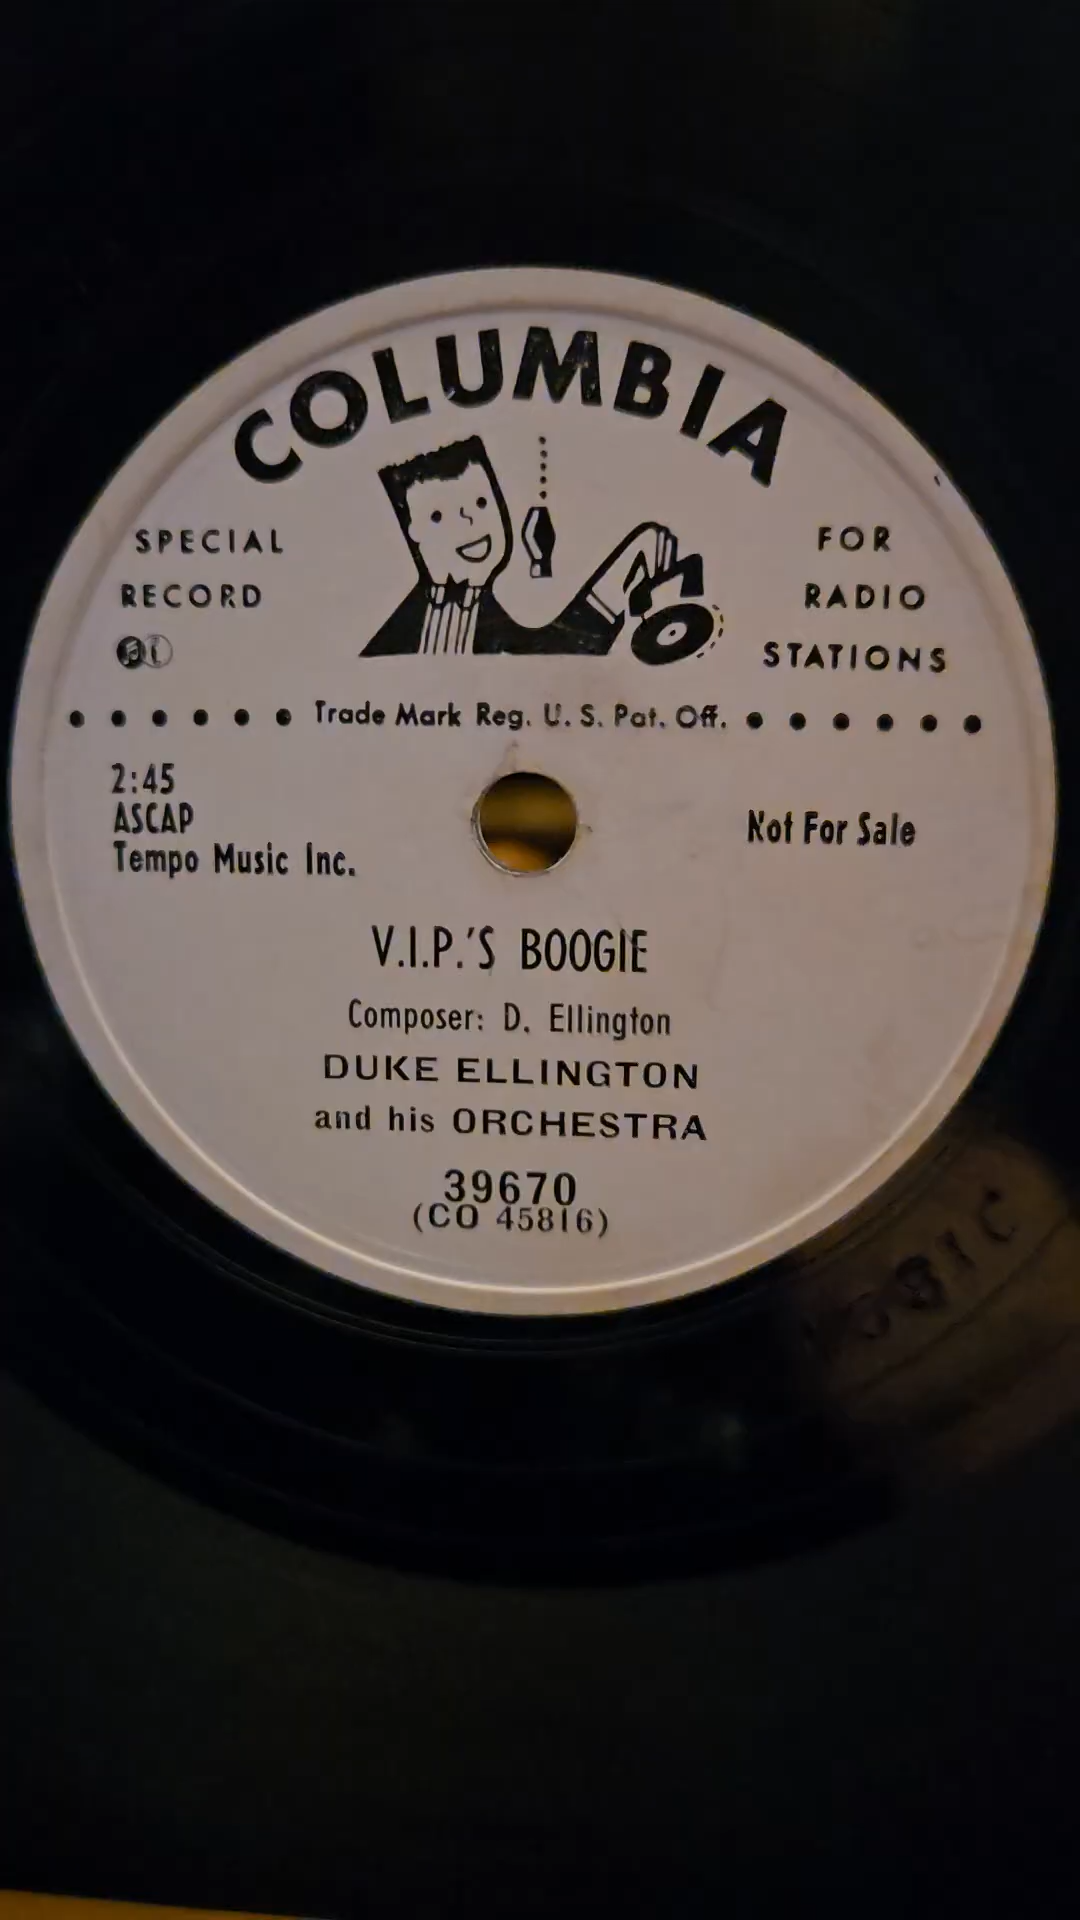 COLUMBIA
SPECIAL
RECORD
FOR
RADIO
STATIONS
Trade Mark Reg. U. S. Pat. Off.
2:45
ASCAP
Tempo Music Inc.
Not For Sale
V.I.P.'S BOOGIE
Composer: D. Ellington
DUKE ELLINGTON
and his ORCHESTRA
39670
(CO 45816)